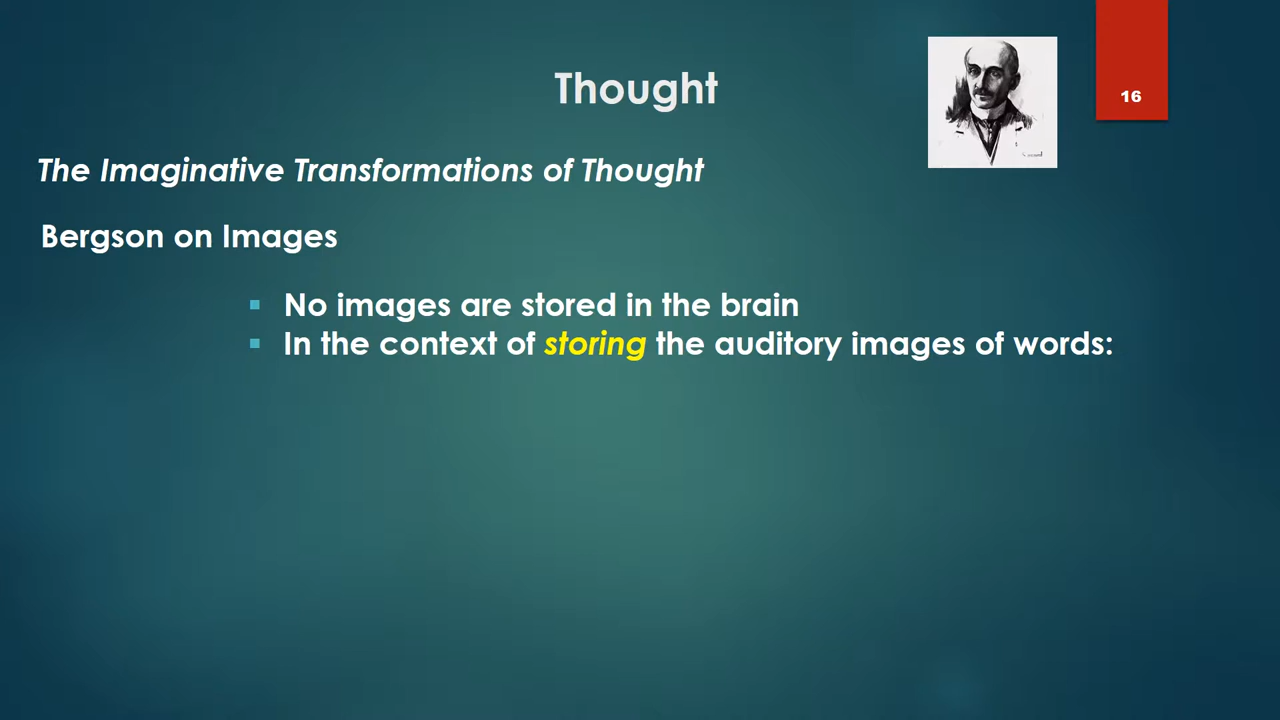 Thought
16
The Imaginative Transformations of Thought
Bergson on Images
No images are stored in the brain
In the context of storing the auditory images of words: